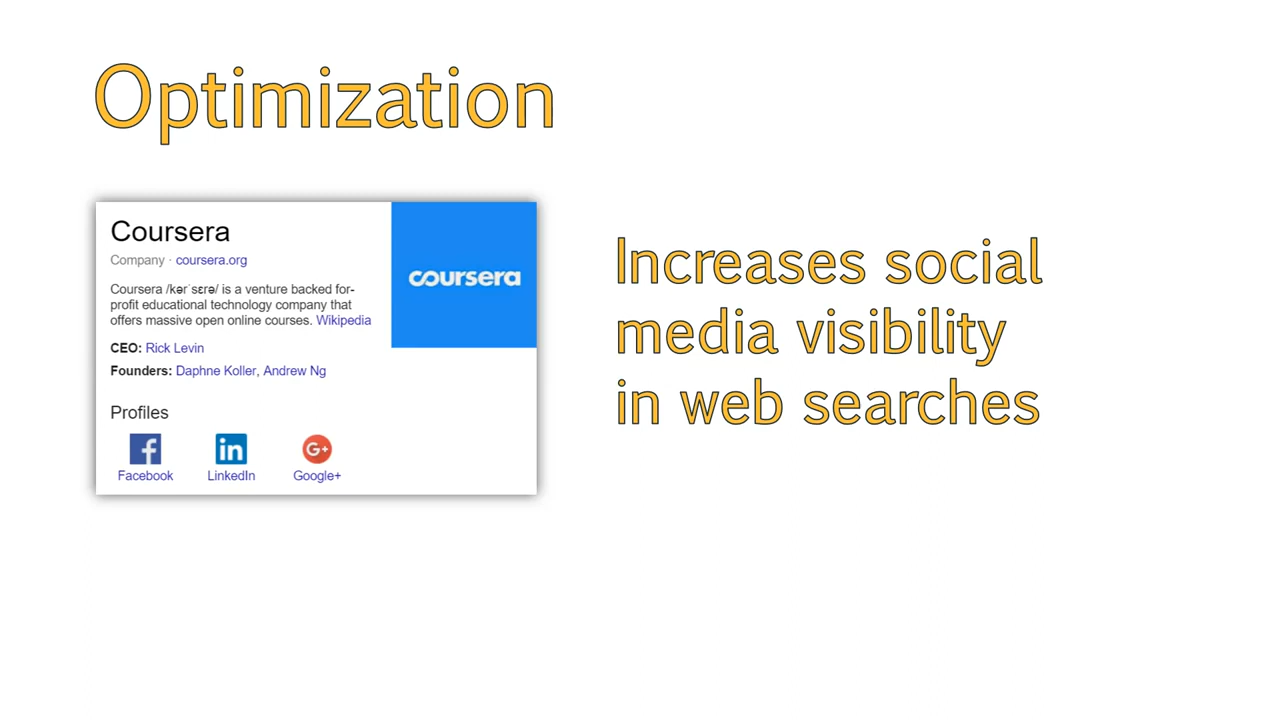 Optimization
Coursera
Company · coursera.org
Coursera /kərˈsɛrə/ is a venture backed for-
profit educational technology company that
offers massive open online courses. Wikipedia
CEO: Rick Levin
Founders: Daphne Koller, Andrew Ng
Profiles
Facebook
LinkedIn
Google+
coursera
f
in
G+
Increases social
media visibility
in web searches